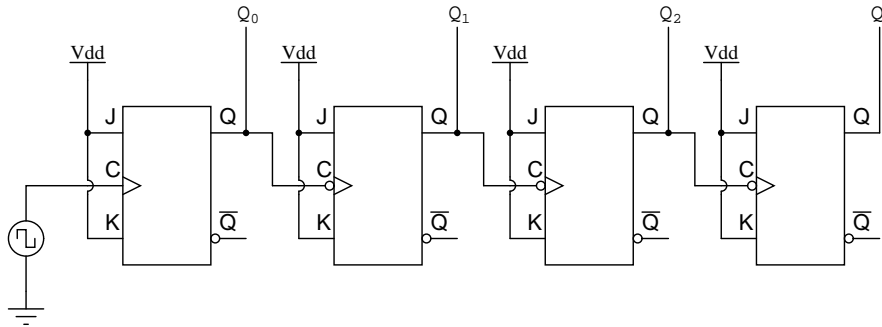 Q0 Q1 Q2 Q
Vdd Vdd Vdd Vdd
J Q J Q J Q J Q
C C C C
K Q̅ K Q̅ K Q̅ K Q̅